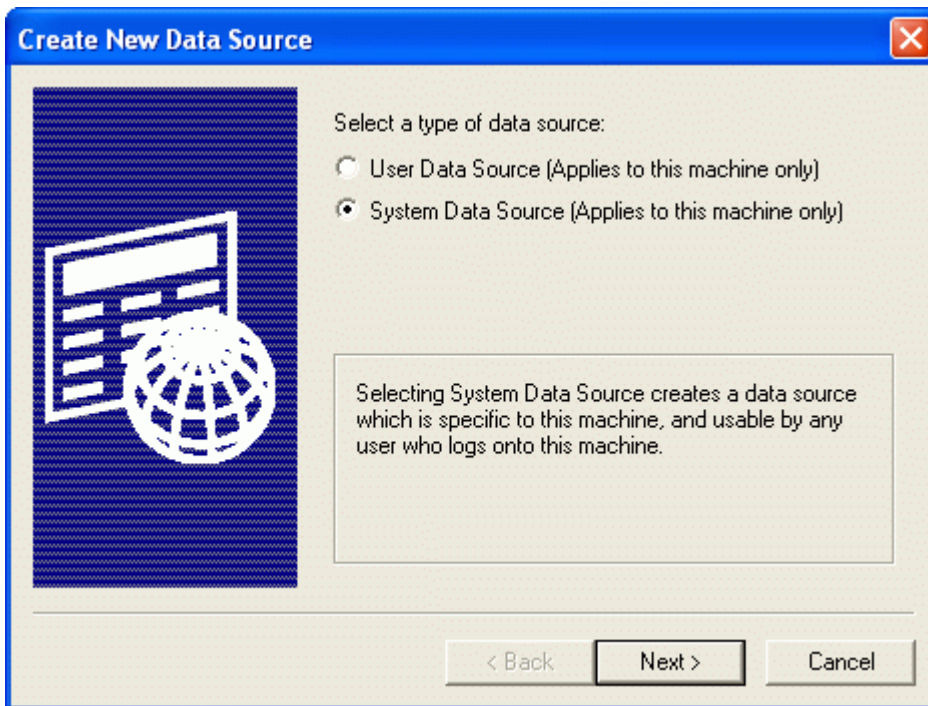 Create New Data Source
Select a type of data source:
User Data Source (Applies to this machine only)
System Data Source (Applies to this machine only)
Selecting System Data Source creates a data source
which is specific to this machine, and usable by any
user who logs onto this machine.
< Back
Next >
Cancel